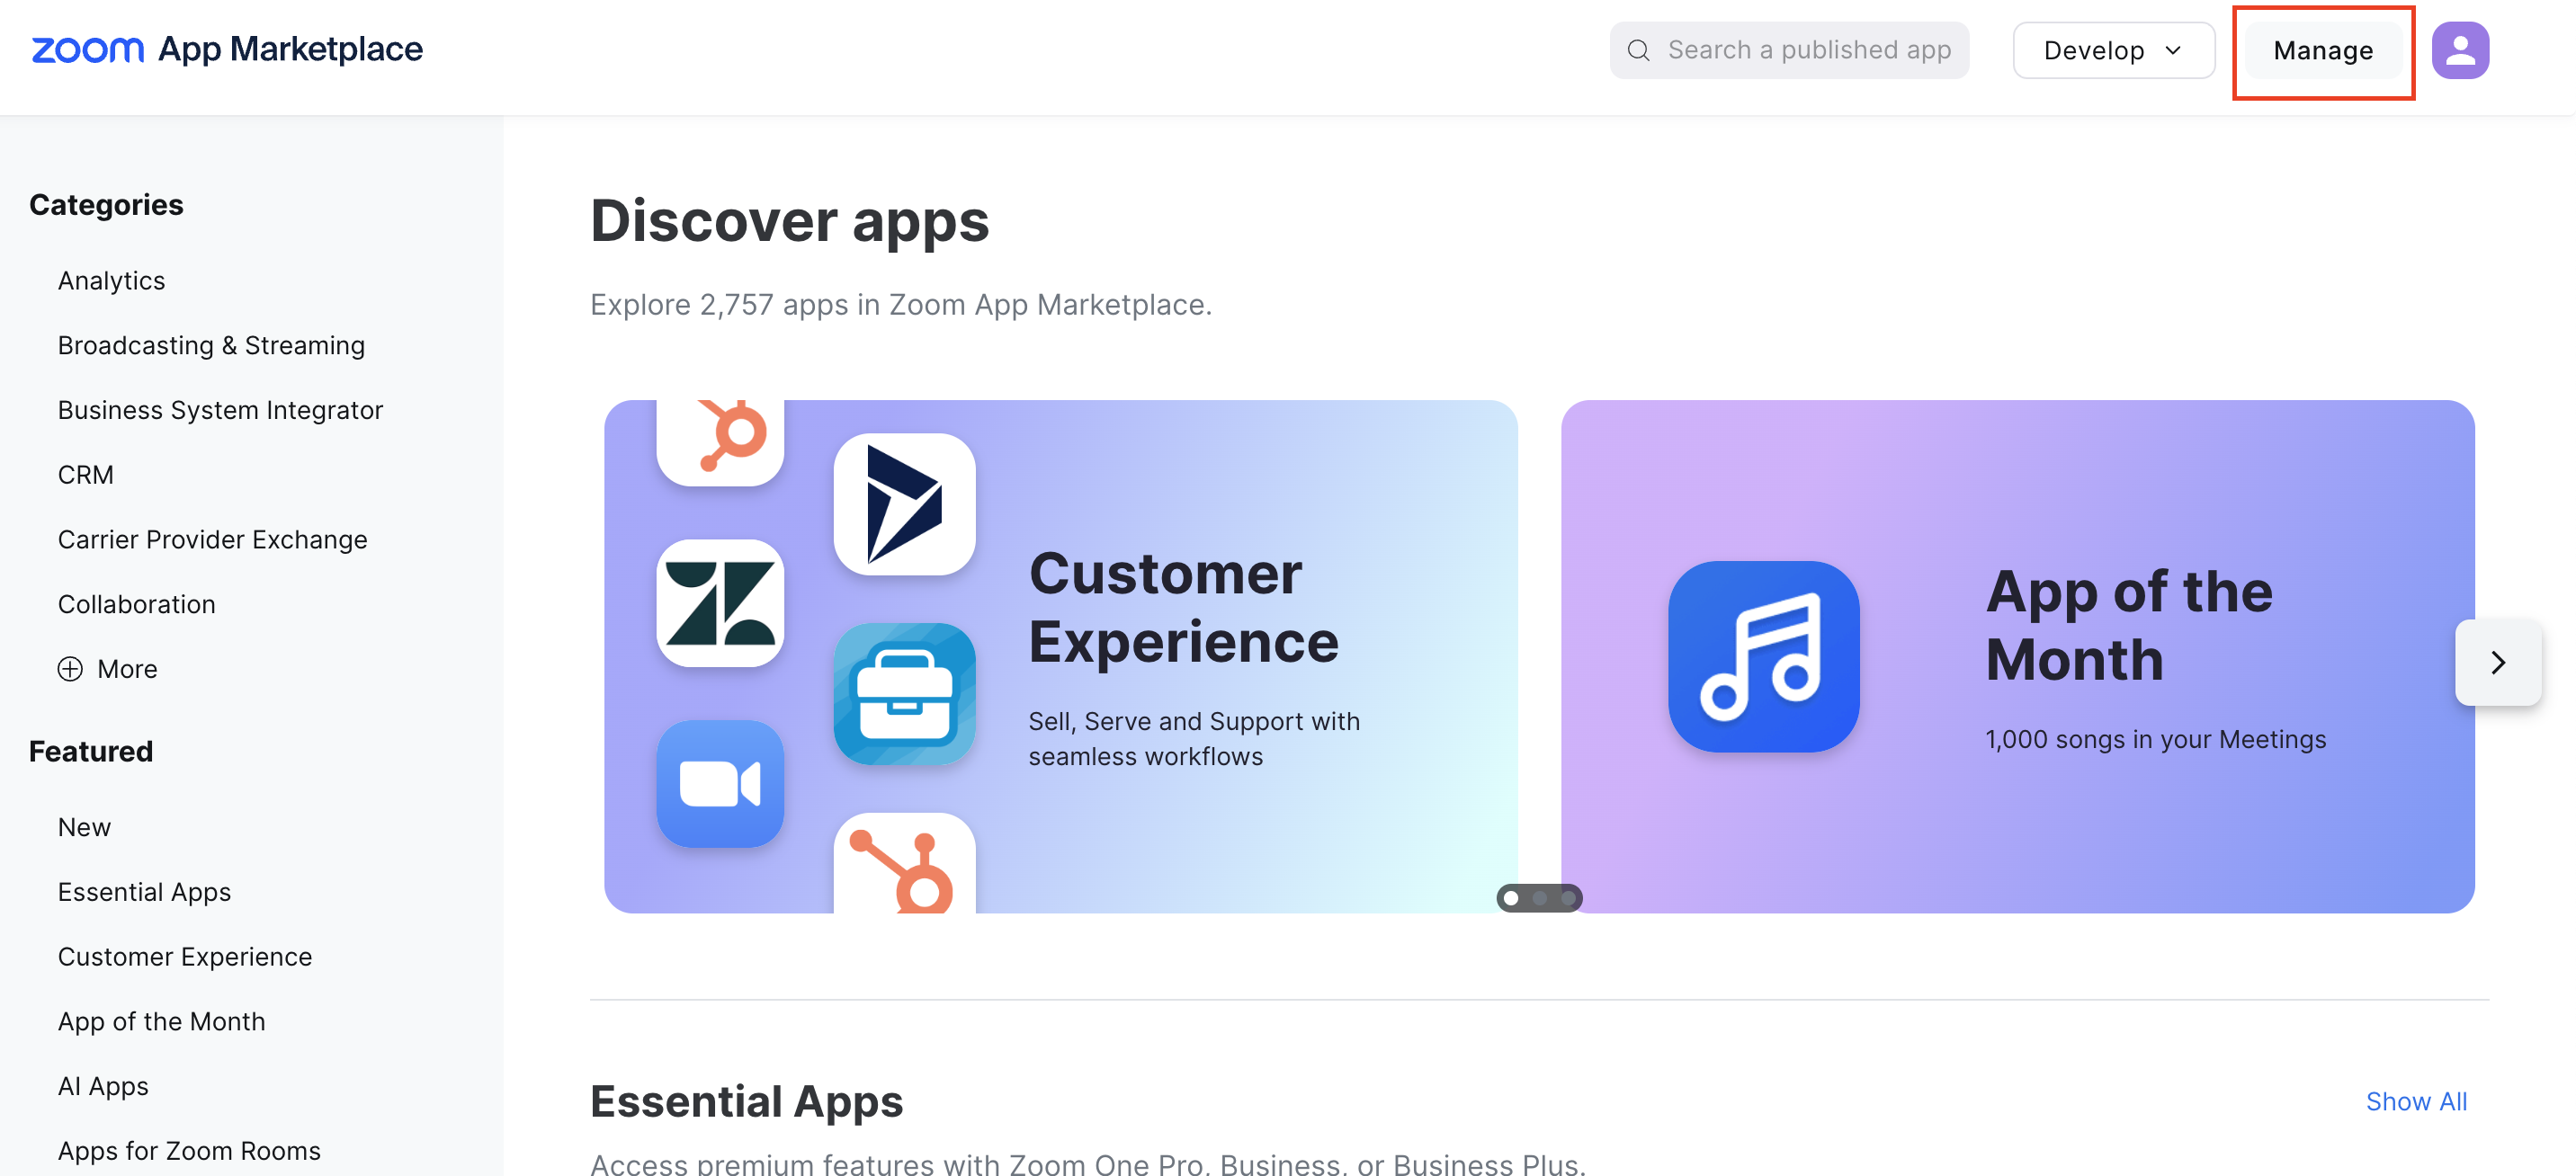 zoom App Marketplace
Search a published app
Develop
Manage
Categories
Analytics
Broadcasting & Streaming
Business System Integrator
CRM
Carrier Provider Exchange
Collaboration
More
Featured
New
Essential Apps
Customer Experience
App of the Month
AI Apps
Apps for Zoom Rooms
Discover apps
Explore 2,757 apps in Zoom App Marketplace.
Customer
Experience
Sell, Serve and Support with
seamless workflows
App of the
Month
1,000 songs in your Meetings
Essential Apps
Show All
Access premium features with Zoom One Pro, Business, or Business Plus.